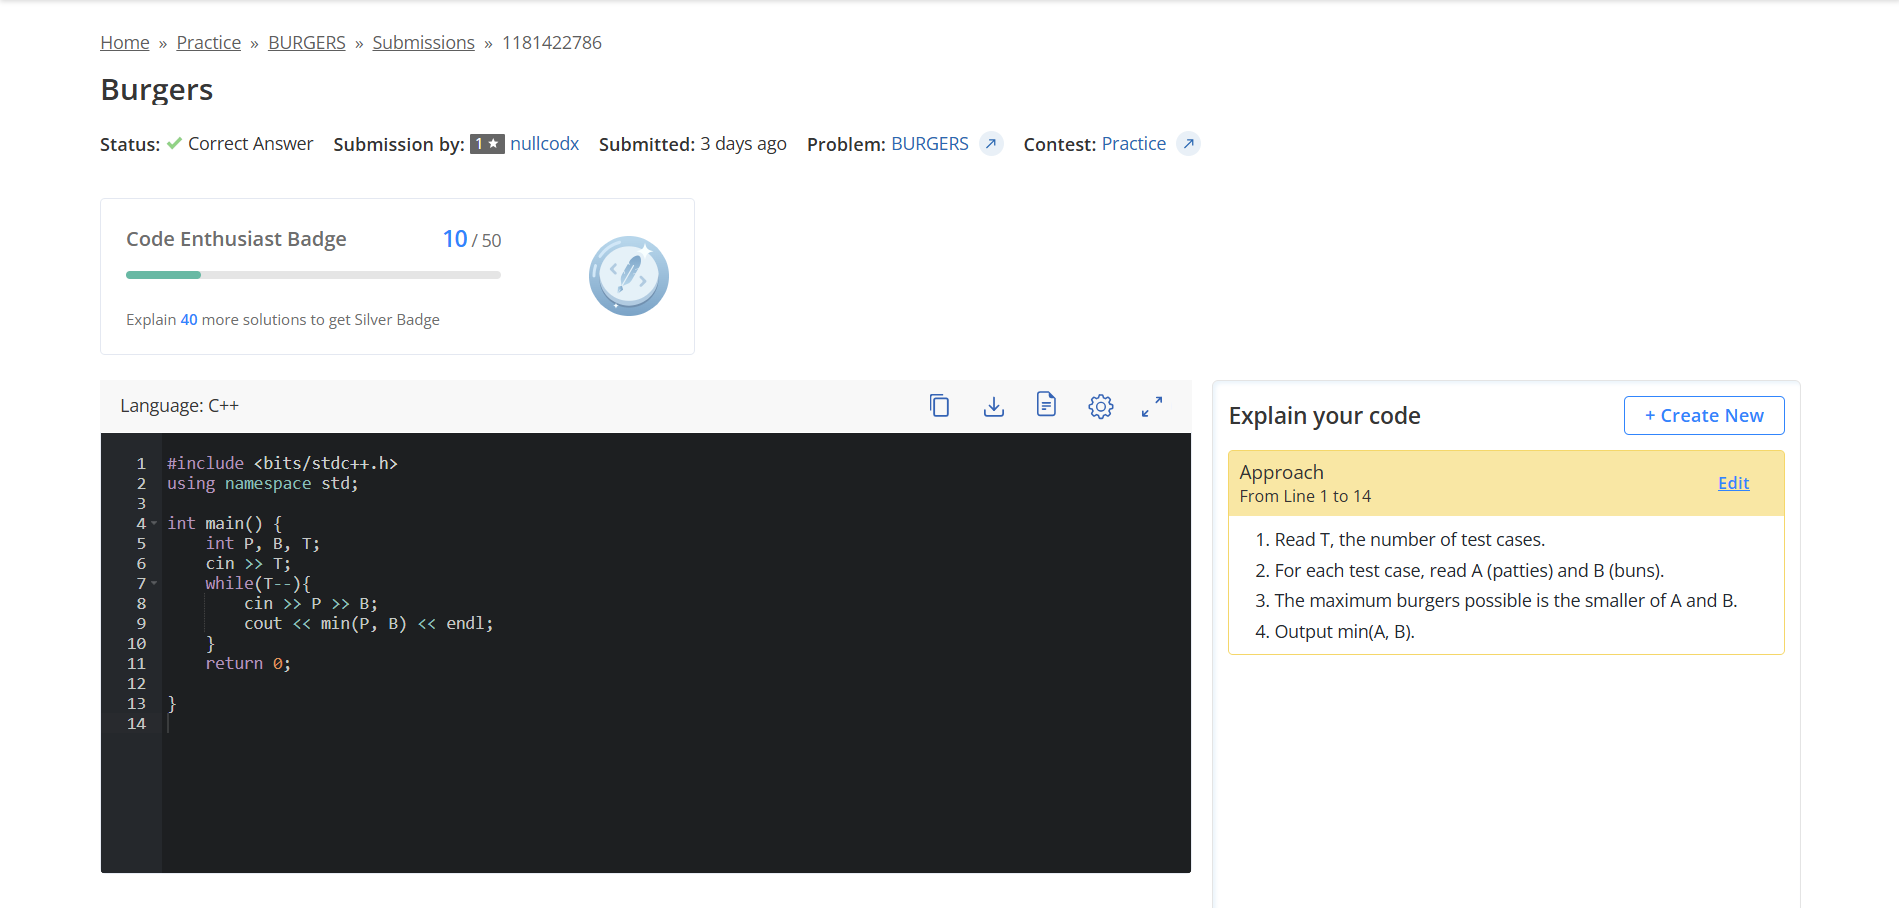 Home » Practice » BURGERS » Submissions » 1181422786
Burgers
Status: Correct Answer Submission by: 1★ nullcodx Submitted: 3 days ago Problem: BURGERS Contest: Practice
Code Enthusiast Badge 10 / 50
Explain 40 more solutions to get Silver Badge
Language: C++
1 #include <bits/stdc++.h>
2 using namespace std;
3
4 int main() {
5     int P, B, T;
6     cin >> T;
7     while(T--){
8         cin >> P >> B;
9         cout << min(P, B) << endl;
10     }
11     return 0;
12
13 }
14
Explain your code + Create New
Approach
From Line 1 to 14
Edit
1. Read T, the number of test cases.
2. For each test case, read A (patties) and B (buns).
3. The maximum burgers possible is the smaller of A and B.
4. Output min(A, B).